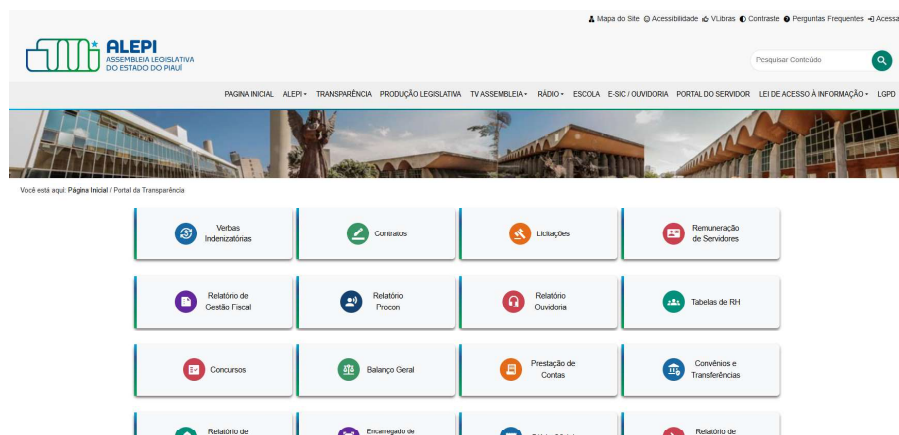 Mapa do Site Acessibilidade VLibras Contraste Perguntas Frequentes Acessa
ALEPI
ASSEMBLEIA LEGISLATIVA
DO ESTADO DO PIAUÍ
Pesquisar Conteúdo
PAGINA INICIAL ALEPI TRANSPARÊNCIA PRODUÇÃO LEGISLATIVA TV ASSEMBLEIA RÁDIO ESCOLA E-SIC / OUVIDORIA PORTAL DO SERVIDOR LEI DE ACESSO À INFORMAÇÃO LGPD
Você está aqui: Página Inicial / Portal da Transparência
Verbas
Indenizatórias
Contratos
Licitações
Remuneração
de Servidores
Relatório de
Gestão Fiscal
Relatório
Procon
Relatório
Ouvidoria
Tabelas de RH
Concursos
Balanço Geral
Prestação de
Contas
Convênios e
Transferências
Relatório de
Encarregado de
Relatório de